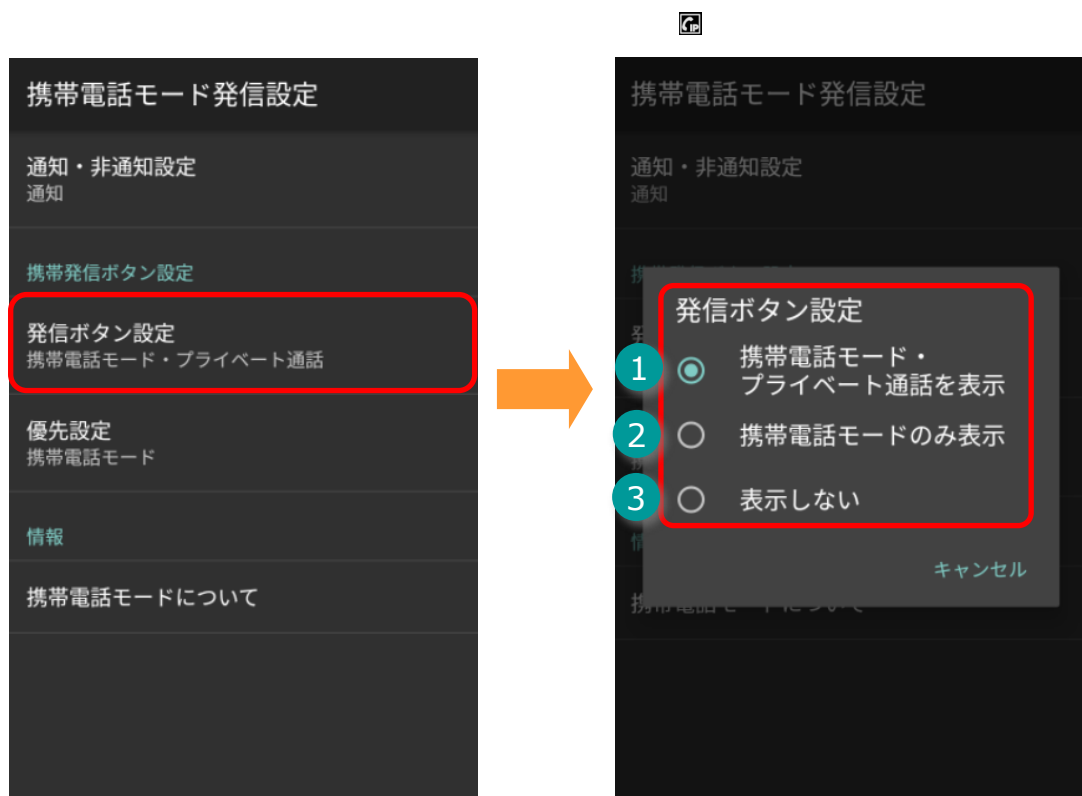 IP
携帯電話モード発信設定
通知・非通知設定
通知
携帯発信ボタン設定
発信ボタン設定
携帯電話モード・プライベート通話
優先設定
携帯電話モード
情報
携帯電話モードについて
携帯電話モード発信設定
通知・非通知設定
通知
発信ボタン設定
1
携帯電話モード・
プライベート通話を表示
2
携帯電話モードのみ表示
3
表示しない
キャンセル